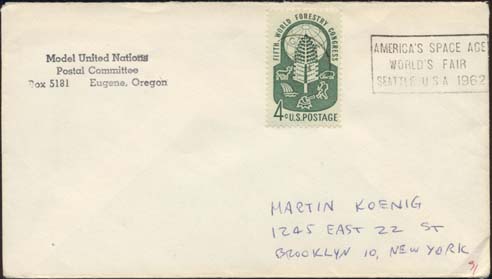 Model United Nations
Postal Committee
Box 5181 Eugene, Oregon
FIFTH WORLD FORESTRY CONGRESS
4¢ U.S. POSTAGE
AMERICA'S SPACE AGE
WORLD'S FAIR
SEATTLE U S A 1962
MARTIN KOENIG
1245 EAST 22 ST
BROOKLYN 10, NEW YORK